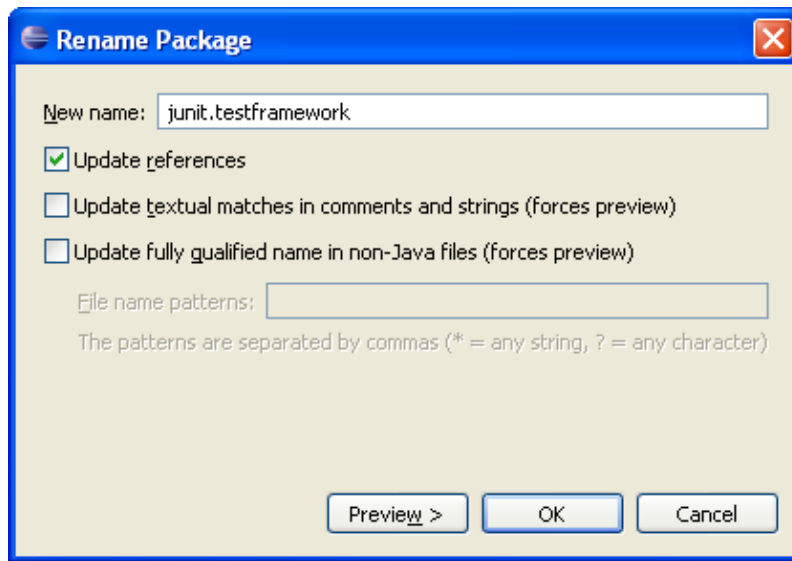 Rename Package
New name: junit.testframework
Update references
Update textual matches in comments and strings (forces preview)
Update fully qualified name in non-Java files (forces preview)
File name patterns:
The patterns are separated by commas (* = any string, ? = any character)
Preview > OK Cancel